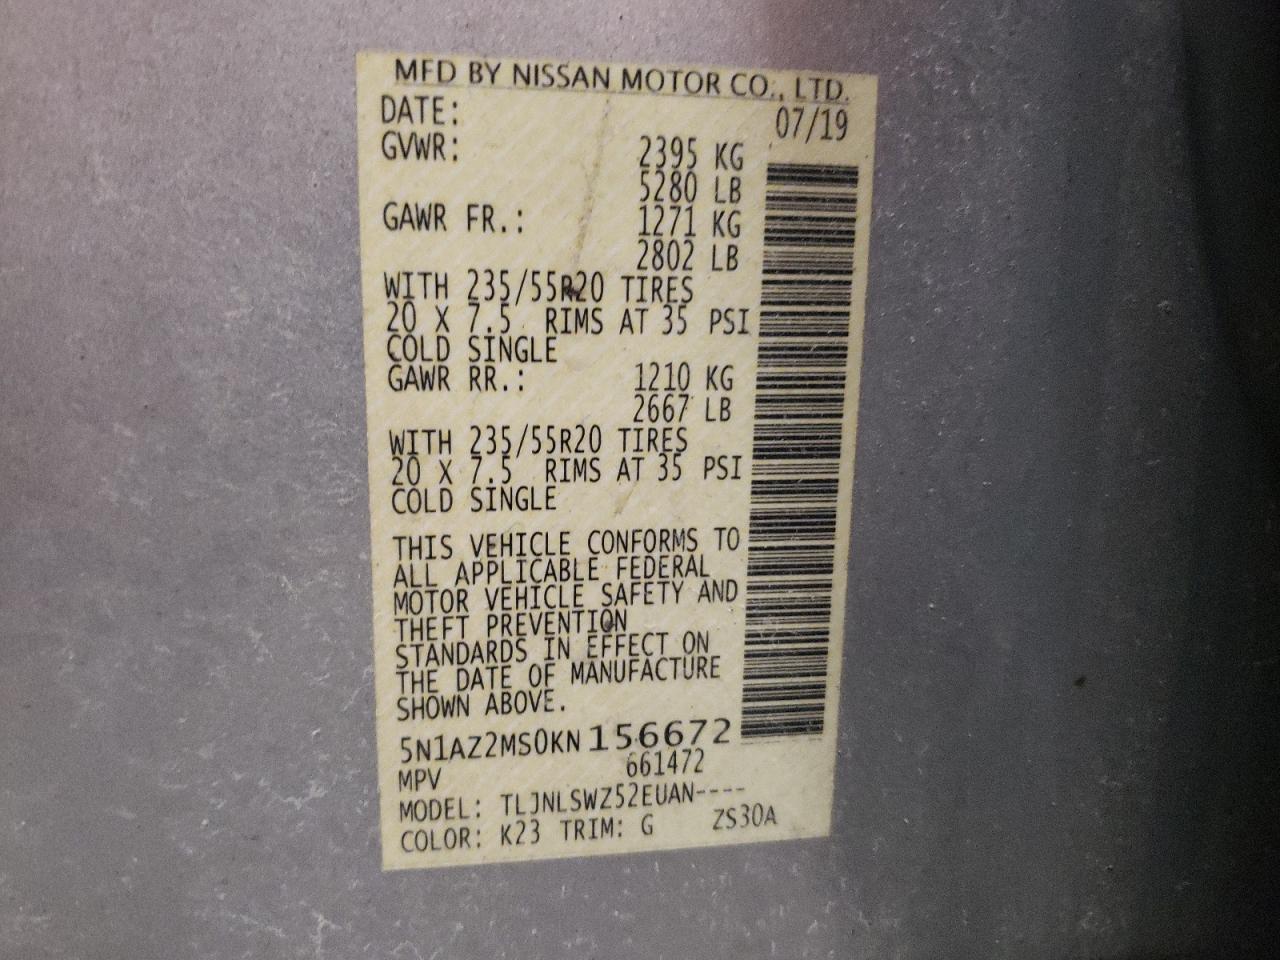 MFD BY NISSAN MOTOR CO., LTD.
DATE: 07/19
GVWR: 2395 KG
5280 LB
GAWR FR.: 1271 KG
2802 LB
WITH 235/55R20 TIRES
20 X 7.5 RIMS AT 35 PSI
COLD SINGLE
GAWR RR.: 1210 KG
2667 LB
WITH 235/55R20 TIRES
20 X 7.5 RIMS AT 35 PSI
COLD SINGLE
THIS VEHICLE CONFORMS TO
ALL APPLICABLE FEDERAL
MOTOR VEHICLE SAFETY AND
THEFT PREVENTION
STANDARDS IN EFFECT ON
THE DATE OF MANUFACTURE
SHOWN ABOVE.
5N1AZ2MS0KN156672
MPV 661472
MODEL: TLJNLSWZ52EUAN----
COLOR: K23 TRIM: G ZS30A